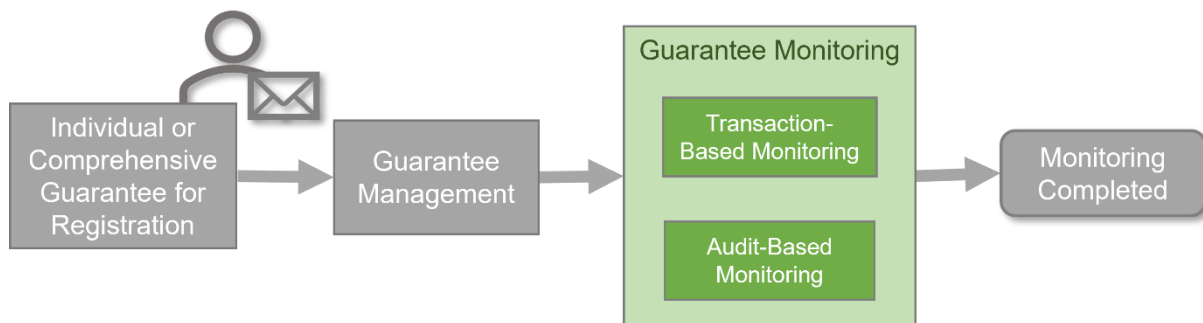 Individual or
Comprehensive
Guarantee for
Registration
Guarantee
Management
Guarantee Monitoring
Transaction-
Based Monitoring
Audit-Based
Monitoring
Monitoring
Completed